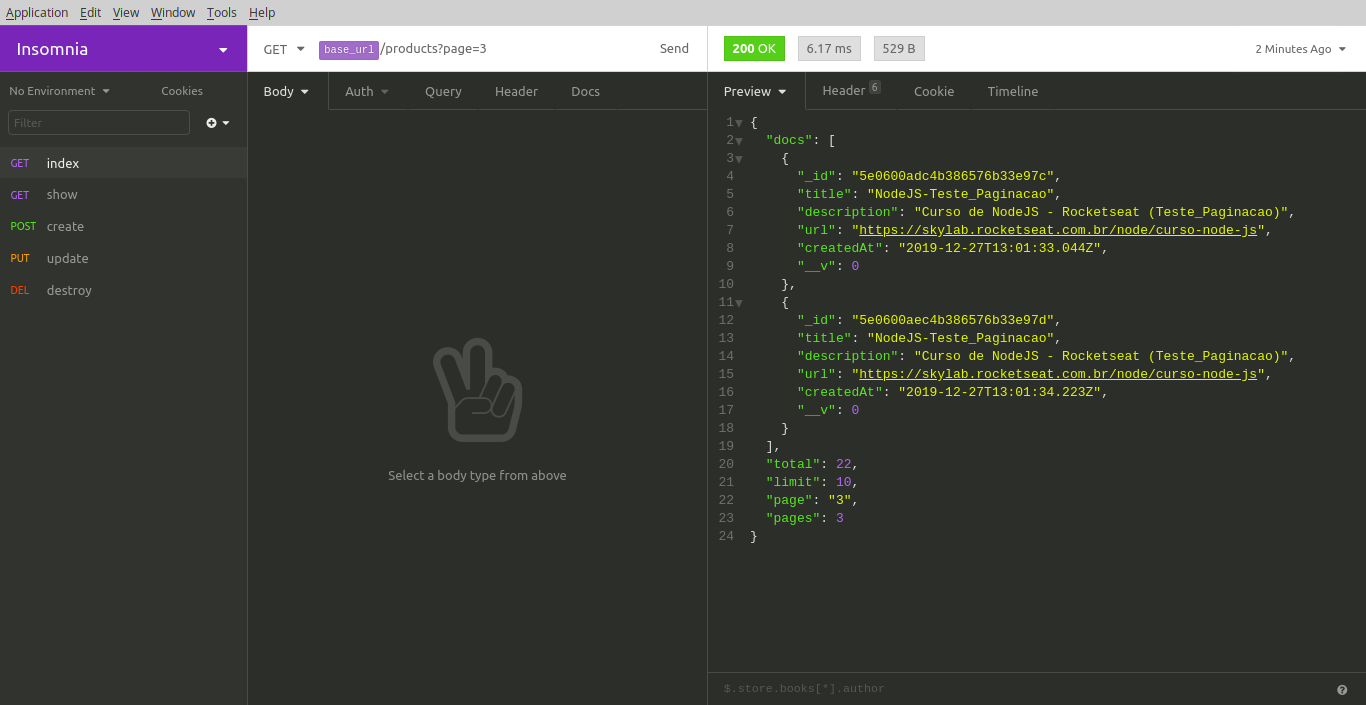 Application Edit View Window Tools Help
Insomnia
GET base_url/products?page=3 Send
200 OK 6.17 ms 529 B 2 Minutes Ago
No Environment Cookies
Body Auth Query Header Docs
Preview Header 6 Cookie Timeline
Filter
GET index
GET show
POST create
PUT update
DEL destroy
Select a body type from above
1 {
2 "docs": [
3 {
4 "_id": "5e0600adc4b386576b33e97c",
5 "title": "NodeJS-Teste_Paginacao",
6 "description": "Curso de NodeJS - Rocketseat (Teste_Paginacao)",
7 "url": "https://skylab.rocketseat.com.br/node/curso-node-js",
8 "createdAt": "2019-12-27T13:01:33.044Z",
9 "__v": 0
10 },
11 {
12 "_id": "5e0600aec4b386576b33e97d",
13 "title": "NodeJS-Teste_Paginacao",
14 "description": "Curso de NodeJS - Rocketseat (Teste_Paginacao)",
15 "url": "https://skylab.rocketseat.com.br/node/curso-node-js",
16 "createdAt": "2019-12-27T13:01:34.223Z",
17 "__v": 0
18 }
19 ],
20 "total": 22,
21 "limit": 10,
22 "page": "3",
23 "pages": 3
24 }
$.store.books[*].author